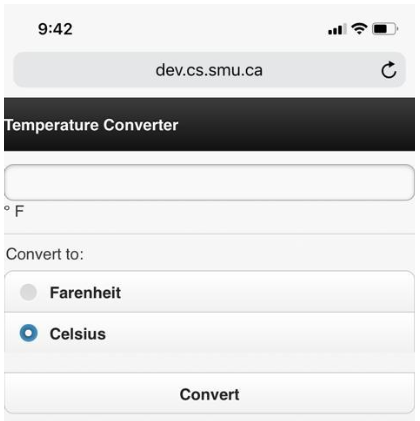 9:42
dev.cs.smu.ca
Temperature Converter
° F
Convert to:
Farenheit
Celsius
Convert